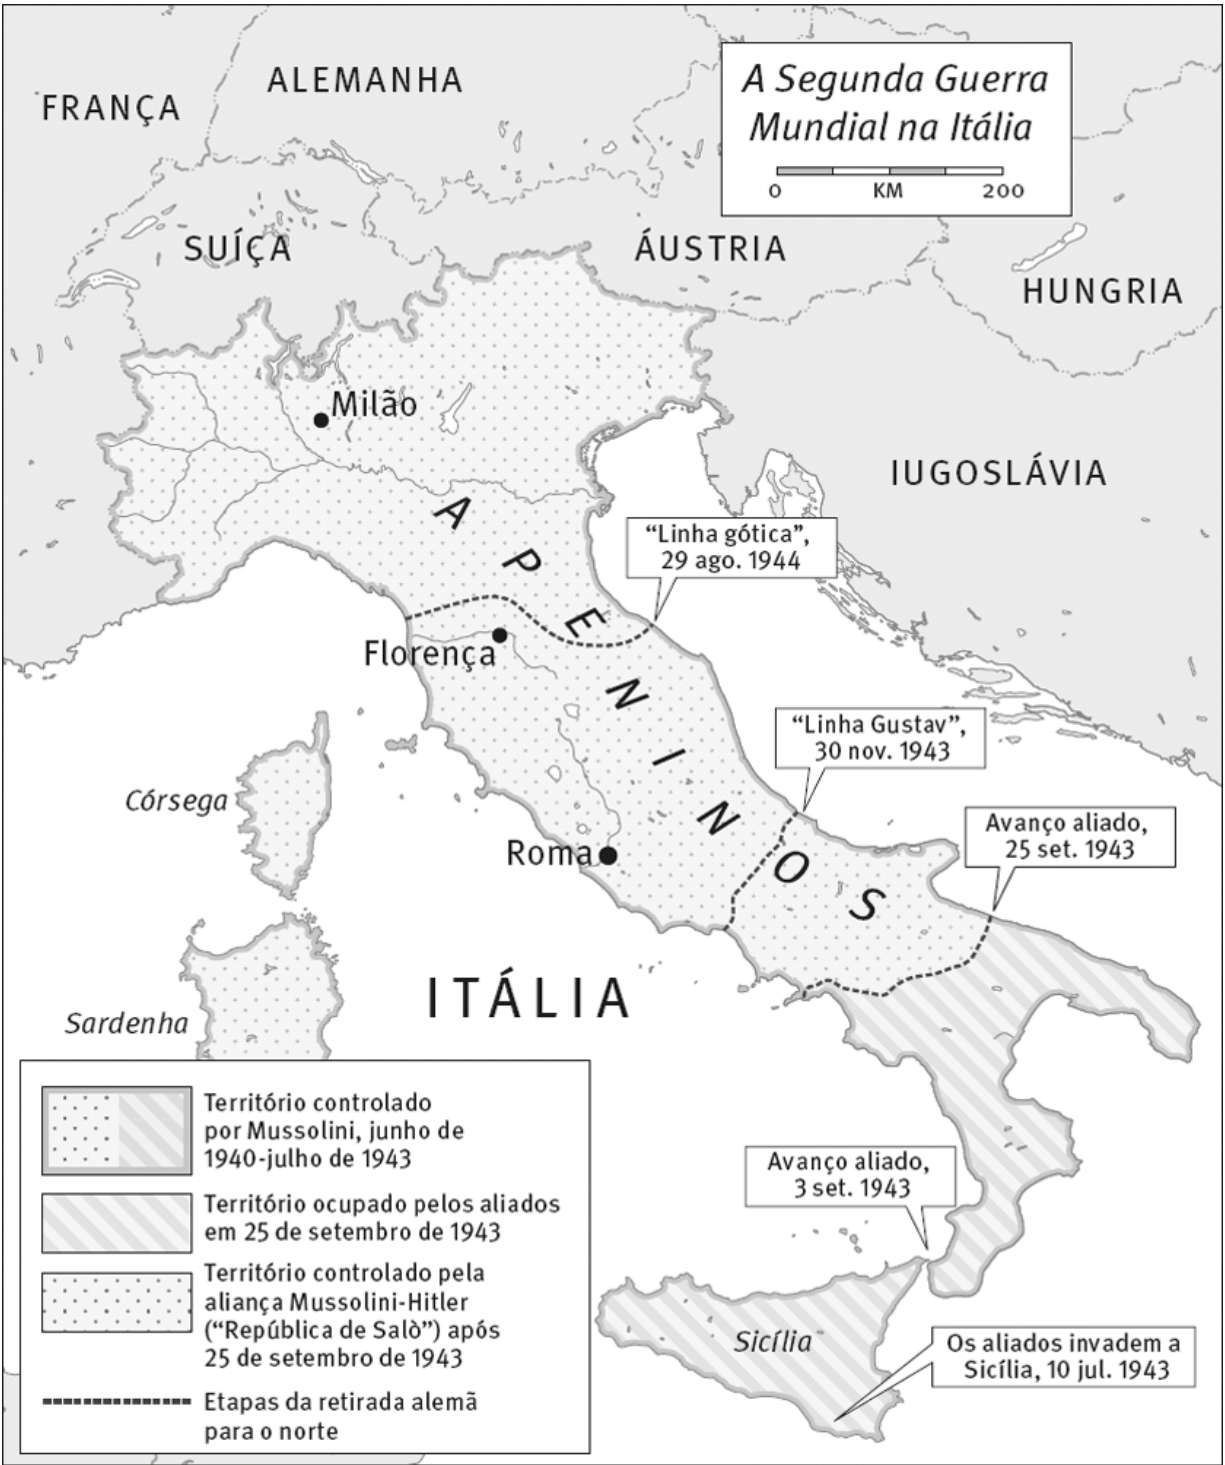 A Segunda Guerra
Mundial na Itália
0 KM 200
FRANÇA
ALEMANHA
SUÍÇA
ÁUSTRIA
HUNGRIA
Milão
IUGOSLÁVIA
APENINOS
“Linha gótica”,
29 ago. 1944
Florença
“Linha Gustav”,
30 nov. 1943
Córsega
Avanço aliado,
25 set. 1943
Roma
ITÁLIA
Sardenha
Avanço aliado,
3 set. 1943
Sicília
Os aliados invadem a
Sicília, 10 jul. 1943
Território controlado
por Mussolini, junho de
1940-julho de 1943
Território ocupado pelos aliados
em 25 de setembro de 1943
Território controlado pela
aliança Mussolini-Hitler
(“República de Salò”) após
25 de setembro de 1943
Etapas da retirada alemã
para o norte